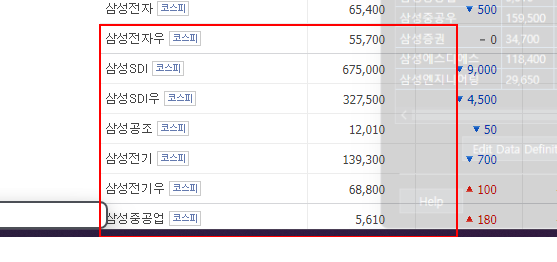 삼성전자 코스피 65,400 ▼ 500
삼성전자우 코스피 55,700 - 0
삼성SDI 코스피 675,000 ▼ 9,000
삼성SDI우 코스피 327,500 ▼ 4,500
삼성공조 코스피 12,010 ▼ 50
삼성전기 코스피 139,300 ▼ 700
삼성전기우 코스피 68,800 ▲ 100
삼성중공업 코스피 5,610 ▲ 180
삼성중공우 159,500
삼성증권 34,700
삼성에스디에스 118,400
삼성엔지니어링 29,650
Edit Data Definit
Help